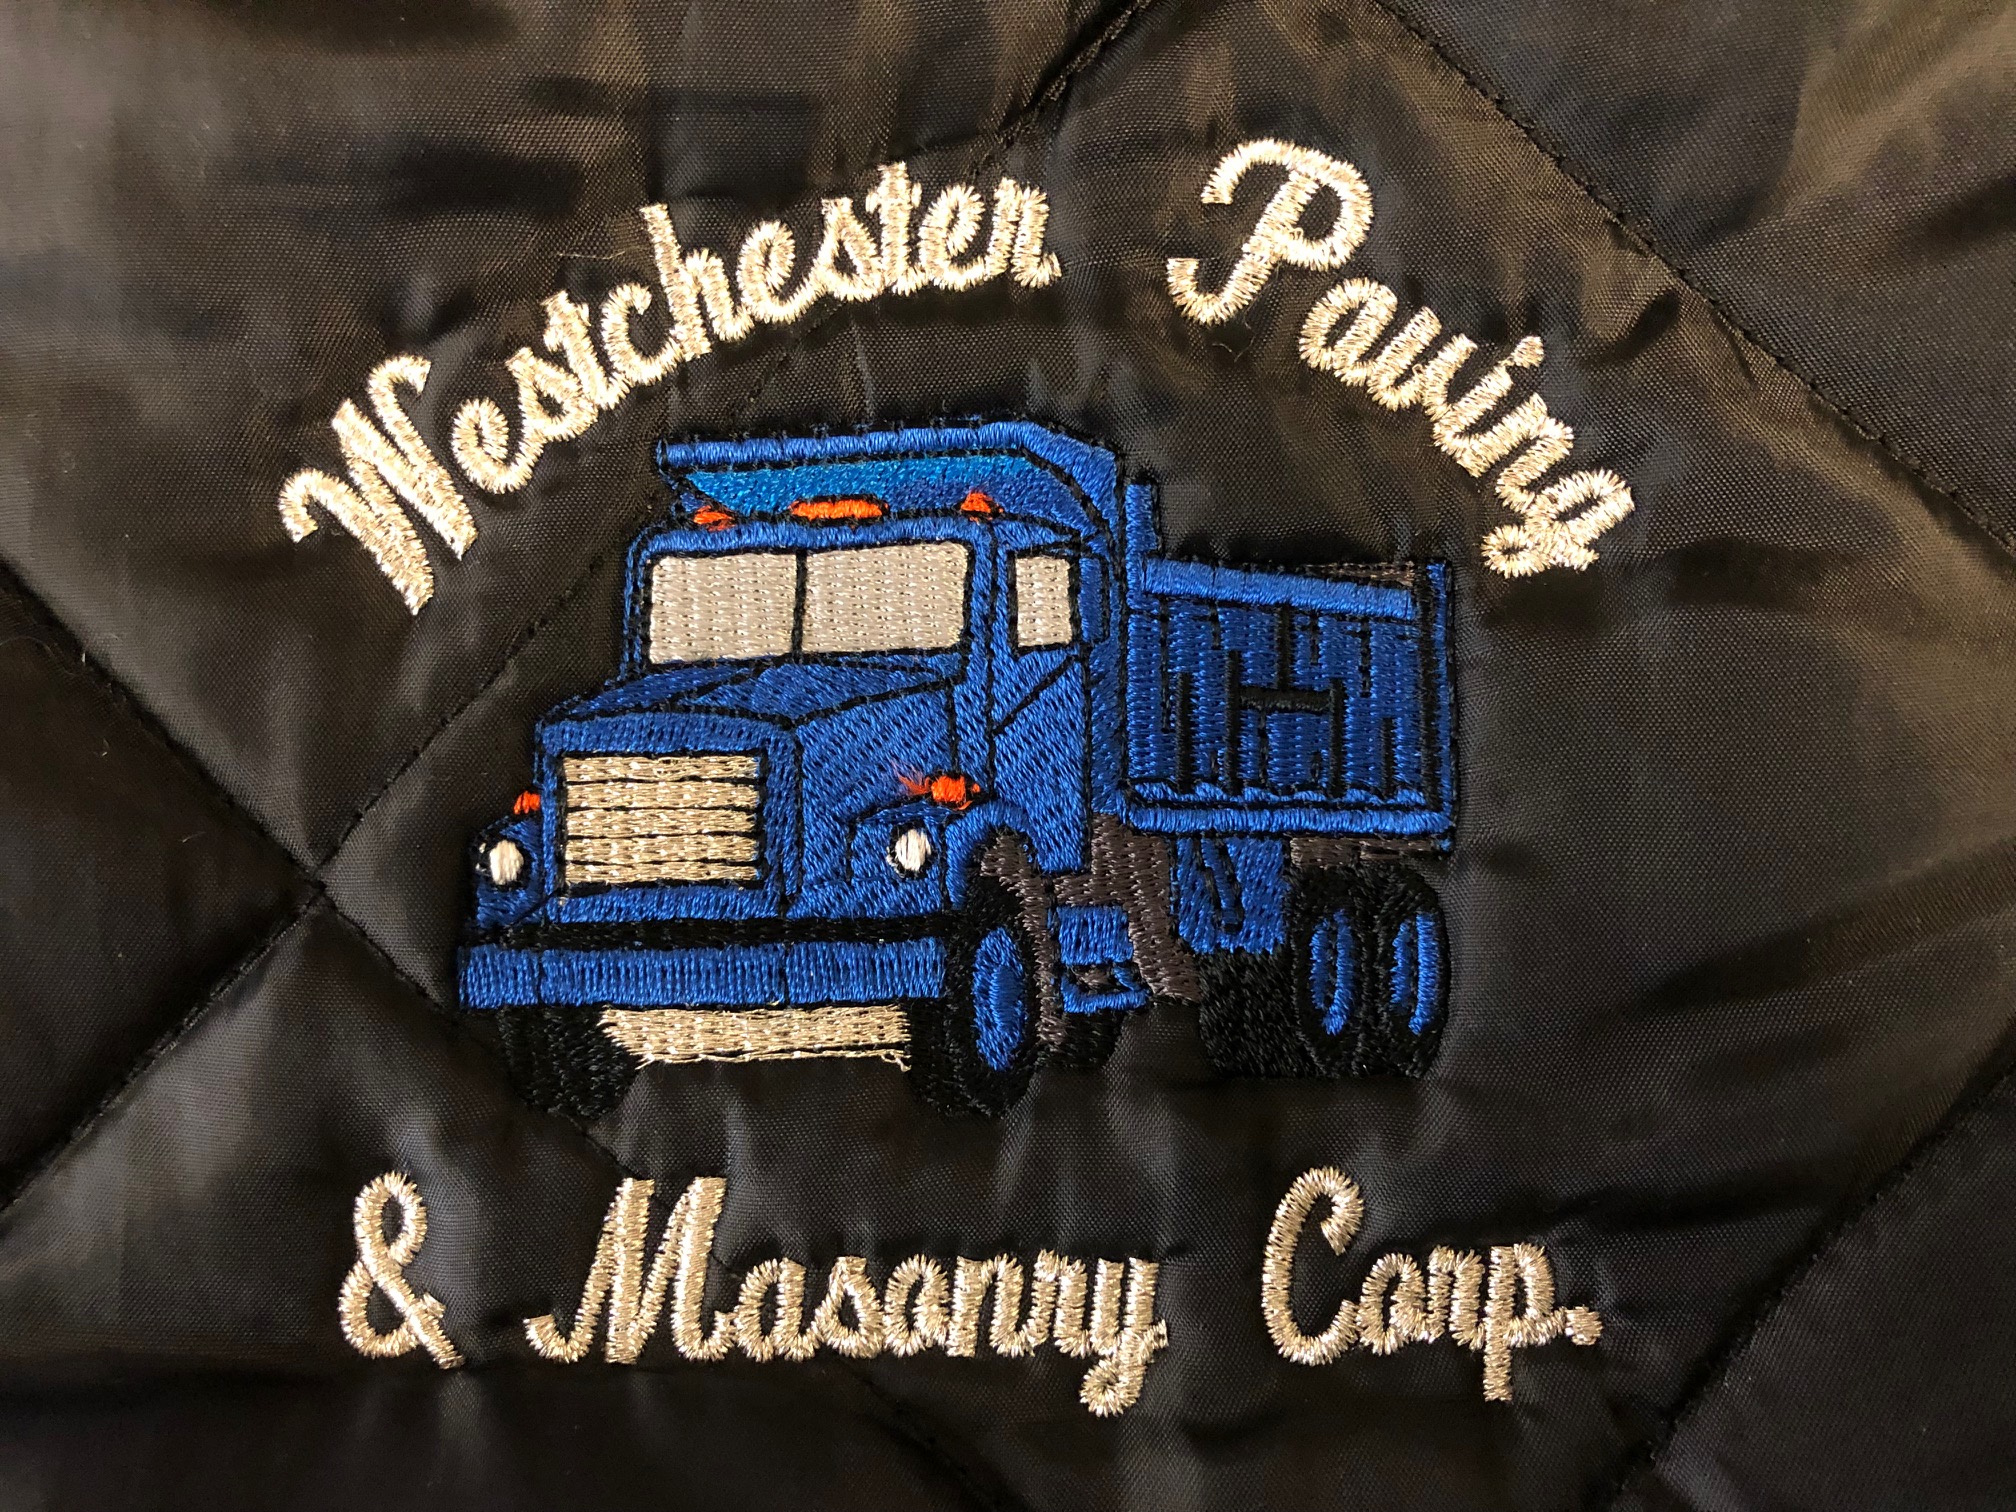 Westchester Paving
& Masonry Corp.